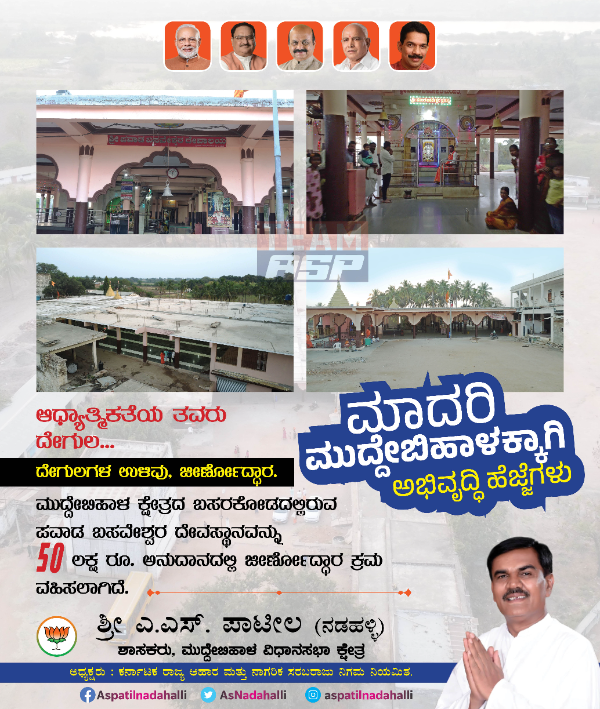 TEAM
ASP
ಆಧ್ಯಾತ್ಮಿಕತೆಯ ತವರು
ದೇಗುಲ...
ದೇಗುಲಗಳ ಉಳಿವು, ಜೀರ್ಣೋದ್ಧಾರ.
ಮುದ್ದೇಬಿಹಾಳ ಕ್ಷೇತ್ರದ ಬಸರಕೋಡದಲ್ಲಿರುವ
ಪವಾಡ ಬಸವೇಶ್ವರ ದೇವಸ್ಥಾನವನ್ನು
50 ಲಕ್ಷ ರೂ. ಅನುದಾನದಲ್ಲಿ ಜೀರ್ಣೋದ್ಧಾರ ಕ್ರಮ
ವಹಿಸಲಾಗಿದೆ.
ಮಾದರಿ
ಮುದ್ದೇಬಿಹಾಳಕ್ಕಾಗಿ
ಅಭಿವೃದ್ಧಿ ಹೆಜ್ಜೆಗಳು
ಶ್ರೀ ಎ.ಎಸ್. ಪಾಟೀಲ (ನಡಹಳ್ಳಿ)
ಶಾಸಕರು, ಮುದ್ದೇಬಿಹಾಳ ವಿಧಾನಸಭಾ ಕ್ಷೇತ್ರ
ಅಧ್ಯಕ್ಷರು : ಕರ್ನಾಟಕ ರಾಜ್ಯ ಆಹಾರ ಮತ್ತು ನಾಗರಿಕ ಸರಬರಾಜು ನಿಗಮ ನಿಯಮಿತ.
Aspatilnadahalli AsNadahalli aspatilnadahalli